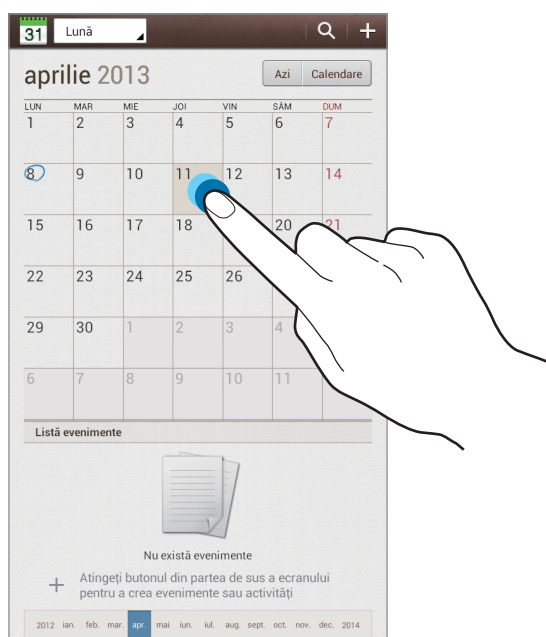 31 Lună
aprilie 2013 Azi Calendare
LUN MAR MIE JOI VIN SÂM DUM
1 2 3 4 5 6 7
8 9 10 11 12 13 14
15 16 17 18 20 21
22 23 24 25 26
29 30 1 2 3 4
6 7 8 9 10 11
Listă evenimente
Nu există evenimente
+ Atingeți butonul din partea de sus a ecranului
pentru a crea evenimente sau activități
2012 ian. feb. mar. apr. mai iun. iul. aug. sept. oct. nov. dec. 2014